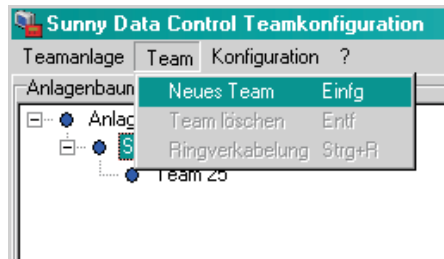 Sunny Data Control Teamkonfiguration
Teamanlage Team Konfiguration ?
Anlagenbaum
Neues Team Einfg
Team löschen Entf
Ringverkabelung Strg+R
Anlag
S
Team 25